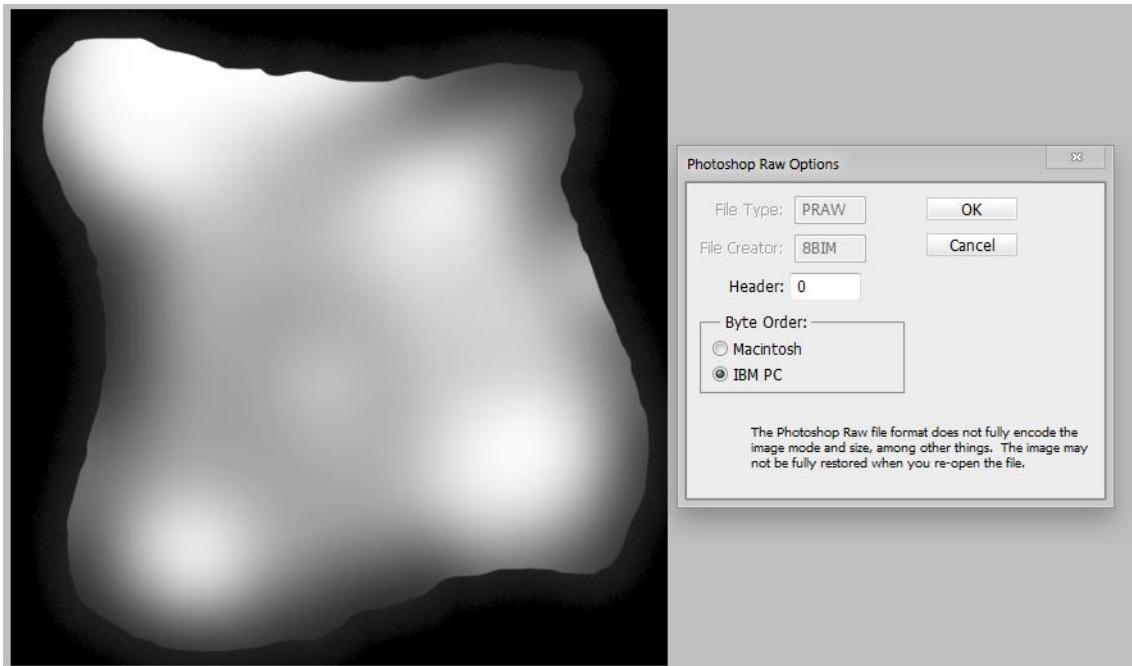 Photoshop Raw Options
File Type: PRAW
OK
File Creator: 8BIM
Cancel
Header: 0
Byte Order:
Macintosh
IBM PC
The Photoshop Raw file format does not fully encode the
image mode and size, among other things. The image may
not be fully restored when you re-open the file.